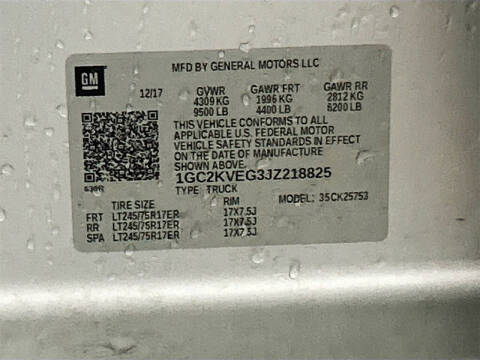 GM
MFD BY GENERAL MOTORS LLC
12/17 GVWR GAWR FRT GAWR RR
4309 KG 1996 KG 2812 KG
9500 LB 4400 LB 6200 LB
THIS VEHICLE CONFORMS TO ALL
APPLICABLE U.S. FEDERAL MOTOR
VEHICLE SAFETY STANDARDS IN EFFECT
ON THE DATE OF MANUFACTURE
SHOWN ABOVE.
1GC2KVEG3JZ218825
TYPE: TRUCK 35CK25753
RIM
FRT LT245/75R17ER 17X7.5J
RR LT245/75R17ER 17X7.5J
SPA LT245/75R17ER 17X7.5J